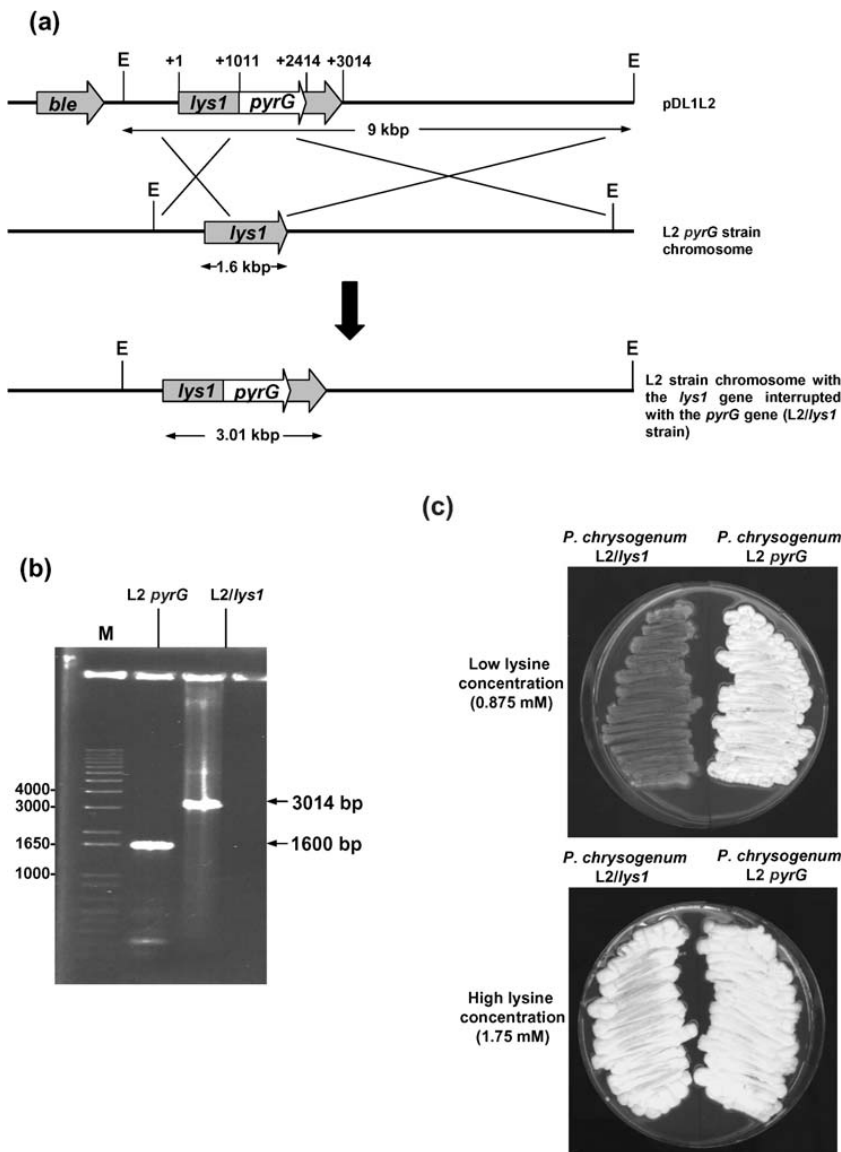 (a)
E +1 +1011 +2414 +3014 E
ble lys1 pyrG pDL1L2
9 kbp
E E
lys1 L2 pyrG strain
chromosome
1.6 kbp
E E
lys1 pyrG L2 strain chromosome with
the lys1 gene interrupted
with the pyrG gene (L2/lys1
strain)
3.01 kbp
(b)
L2 pyrG L2/lys1
M
4000-
3000-
3014 bp
1650-
1600 bp
1000-
(c)
P. chrysogenum P. chrysogenum
L2/lys1 L2 pyrG
Low lysine
concentration
(0.875 mM)
P. chrysogenum P. chrysogenum
L2/lys1 L2 pyrG
High lysine
concentration
(1.75 mM)